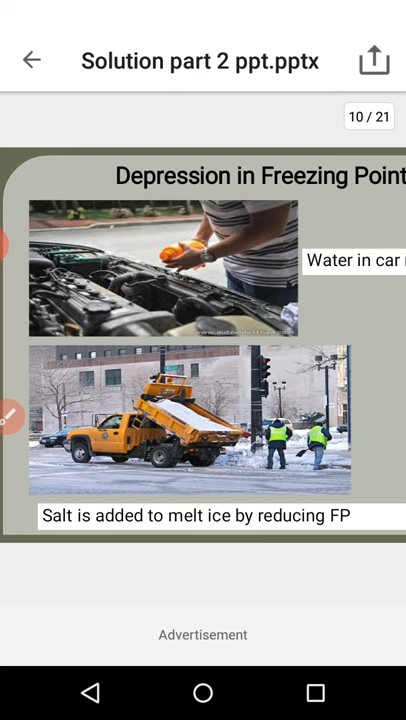 Solution part 2 ppt.pptx
10 / 21
Depression in Freezing Point
Water in car
Salt is added to melt ice by reducing FP
Advertisement